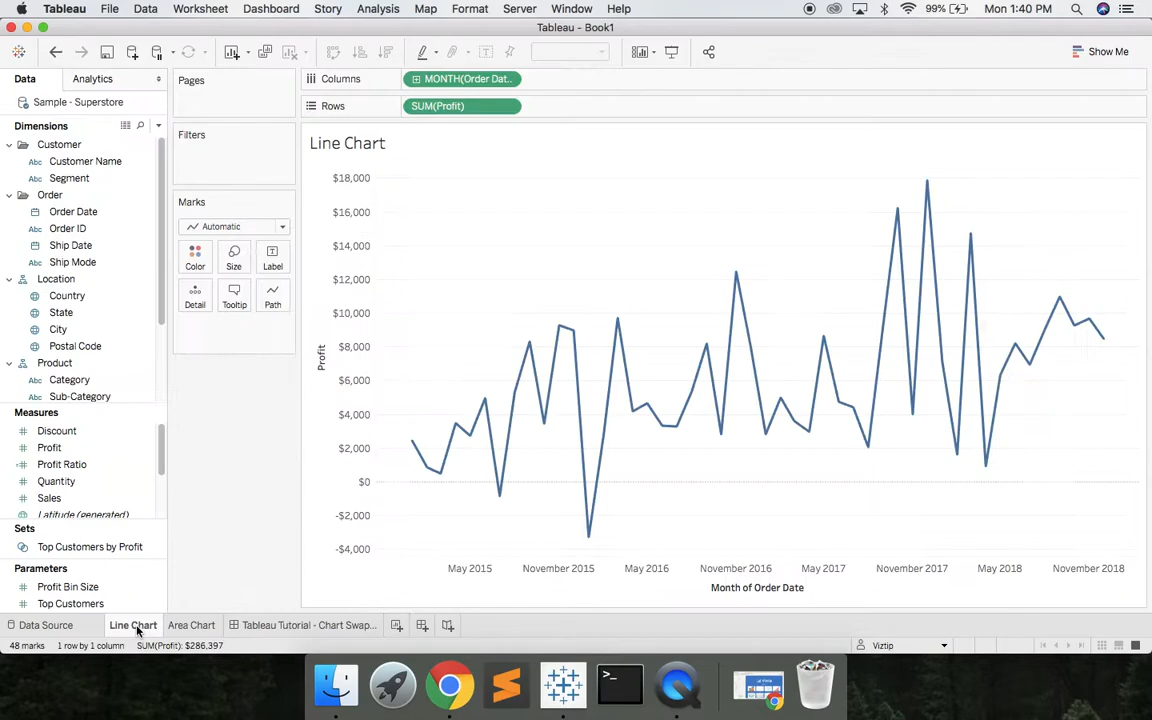 Tableau File Data Worksheet Dashboard Story Analysis Map Format Server Window Help 99% Mon 1:40 PM
Tableau - Book1
Show Me
Data Analytics
Pages
Columns
MONTH(Order Dat..
Sample - Superstore
Rows
SUM(Profit)
Dimensions
Filters
Customer
Abc Customer Name
Abc Segment
Order
Order Date
Abc Order ID
Ship Date
Abc Ship Mode
Location
Country
State
City
Postal Code
Product
Abc Category
Abc Sub-Category
Measures
Discount
Profit
Profit Ratio
Quantity
Sales
Latitude (generated)
Sets
Top Customers by Profit
Parameters
Profit Bin Size
Top Customers
Marks
Automatic
Color Size Label
Detail Tooltip Path
Line Chart
$18,000
$16,000
$14,000
$12,000
$10,000
$8,000
$6,000
$4,000
$2,000
$0
-$2,000
-$4,000
Profit
May 2015 November 2015 May 2016 November 2016 May 2017 November 2017 May 2018 November 2018
Month of Order Date
Data Source Line Chart Area Chart Tableau Tutorial - Chart Swap...
48 marks 1 row by 1 column SUM(Profit): $286,397 Viztip